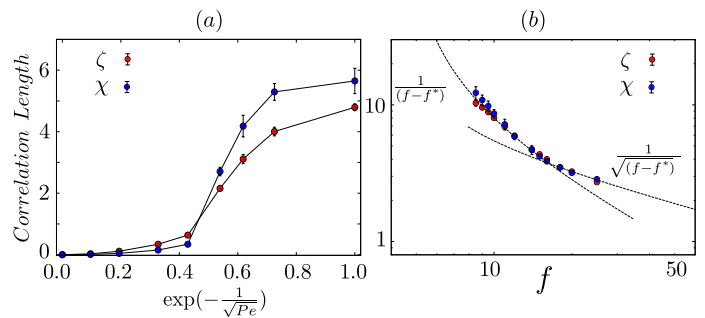 (a)
Correlation Length
6
4
2
0
ζ
χ
0.0 0.2 0.4 0.6 0.8 1.0
exp(−1/√Pe)
(b)
10
1
1/(f−f*)
ζ
χ
1/√(f−f*)
10 50
f